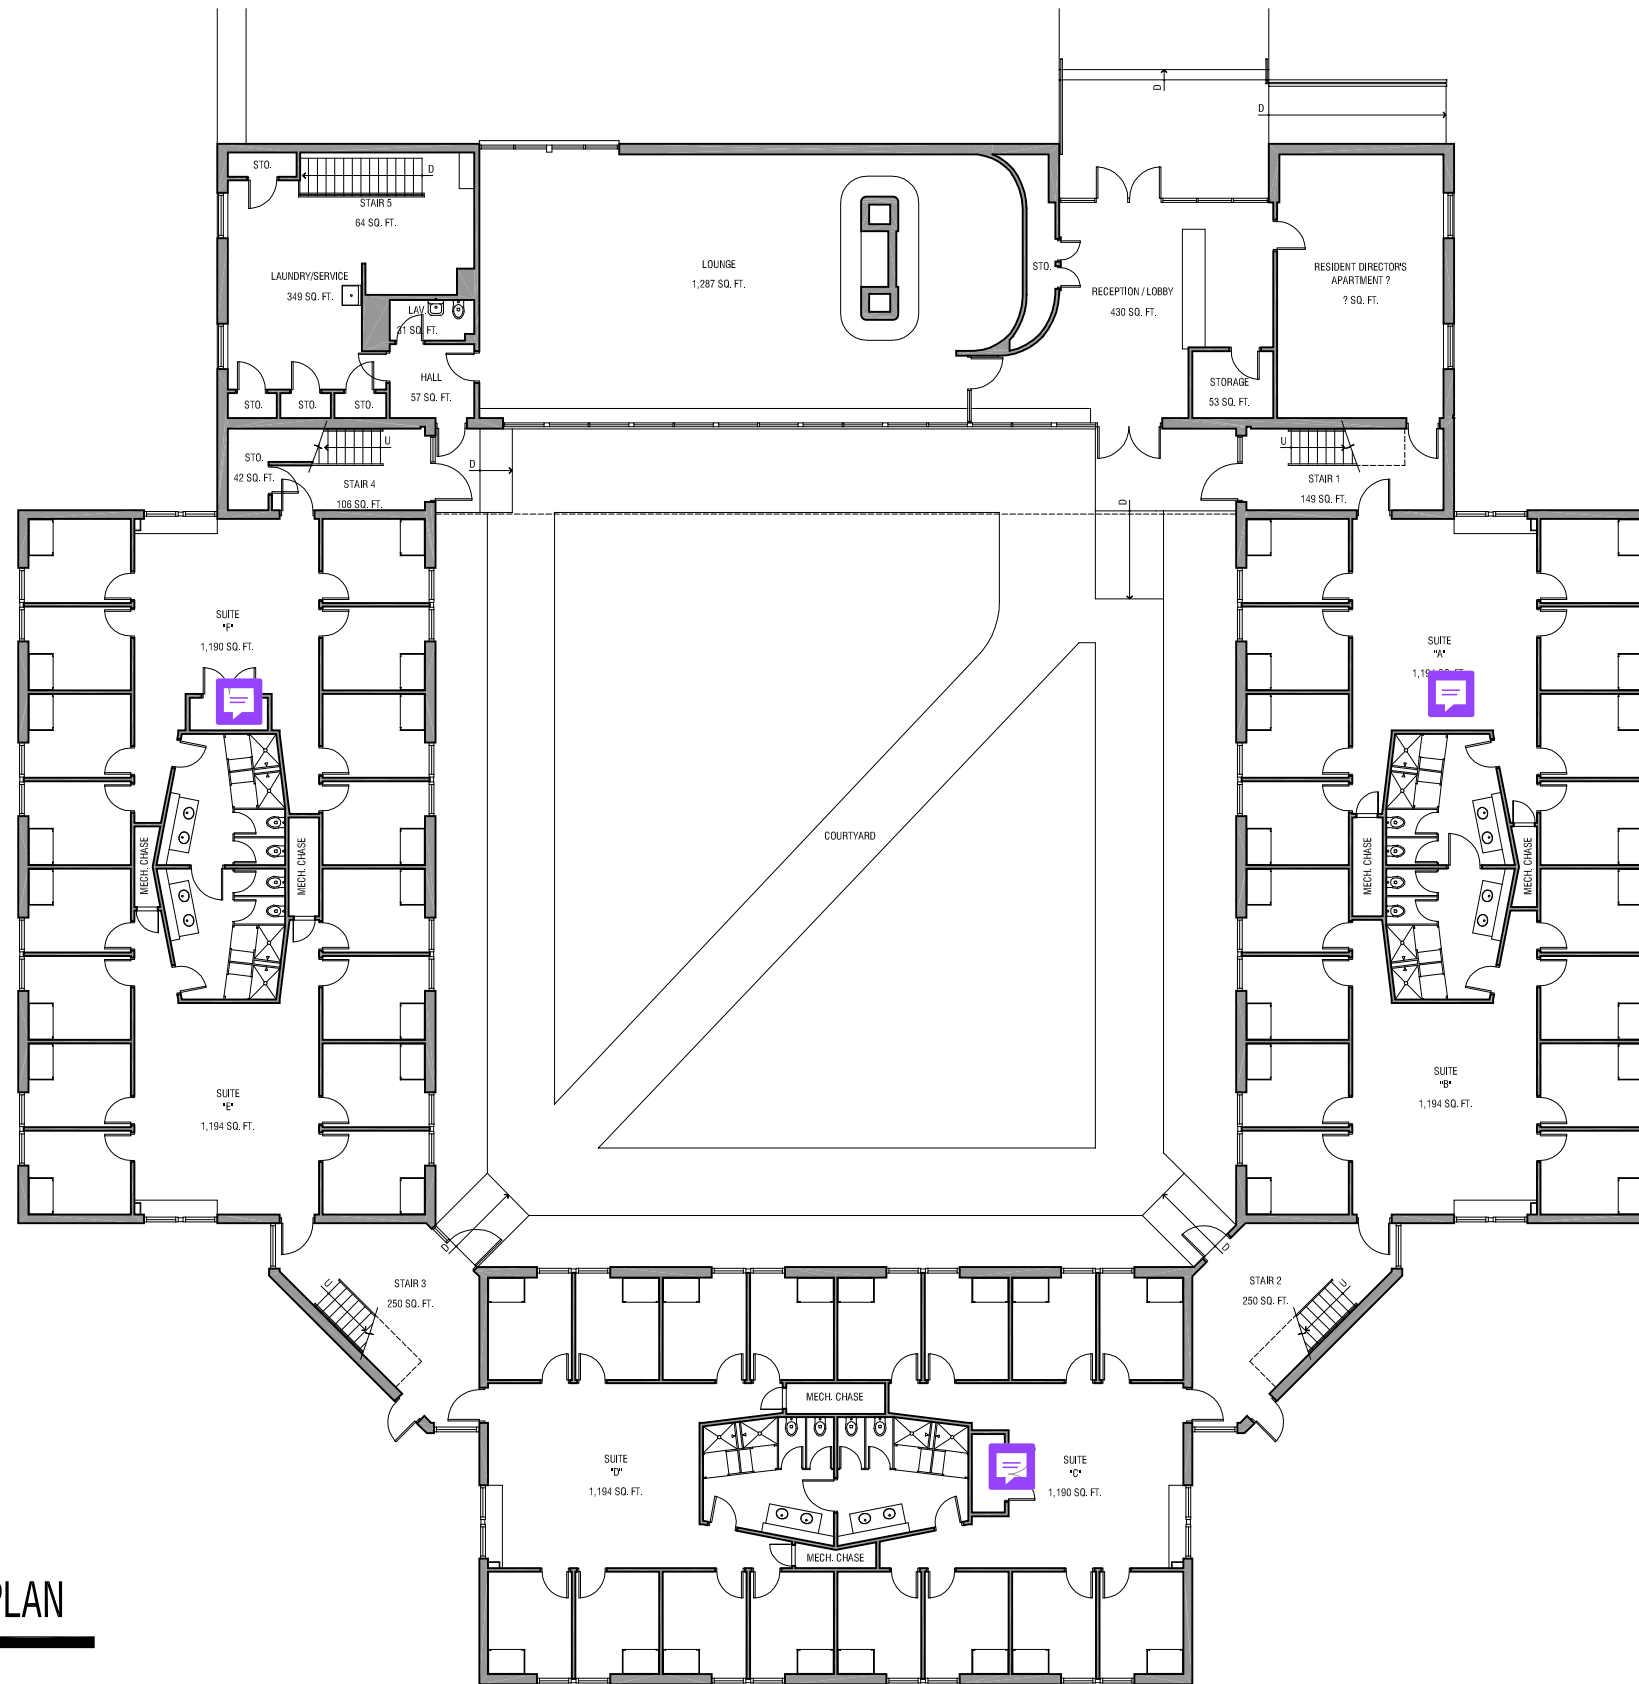 D
D
STO.
D
STAIR 5
64 SQ. FT.
LAUNDRY/SERVICE
349 SQ. FT.
LAV.
31 SQ. FT.
LOUNGE
1,287 SQ. FT.
STO.
RECEPTION / LOBBY
430 SQ. FT.
RESIDENT DIRECTOR'S
APARTMENT ?
? SQ. FT.
HALL
57 SQ. FT.
STORAGE
53 SQ. FT.
STO.
STO.
STO.
U
STO.
42 SQ. FT.
STAIR 4
106 SQ. FT.
D
D
U
STAIR 1
149 SQ. FT.
SUITE
"F"
1,190 SQ. FT.
SUITE
"A"
MECH. CHASE
MECH. CHASE
COURTYARD
MECH. CHASE
MECH. CHASE
SUITE
"E"
1,194 SQ. FT.
SUITE
"B"
1,194 SQ. FT.
D
D
U
STAIR 3
250 SQ. FT.
STAIR 2
250 SQ. FT.
U
MECH. CHASE
SUITE
"D"
1,194 SQ. FT.
SUITE
"C"
1,190 SQ. FT.
MECH. CHASE
PLAN